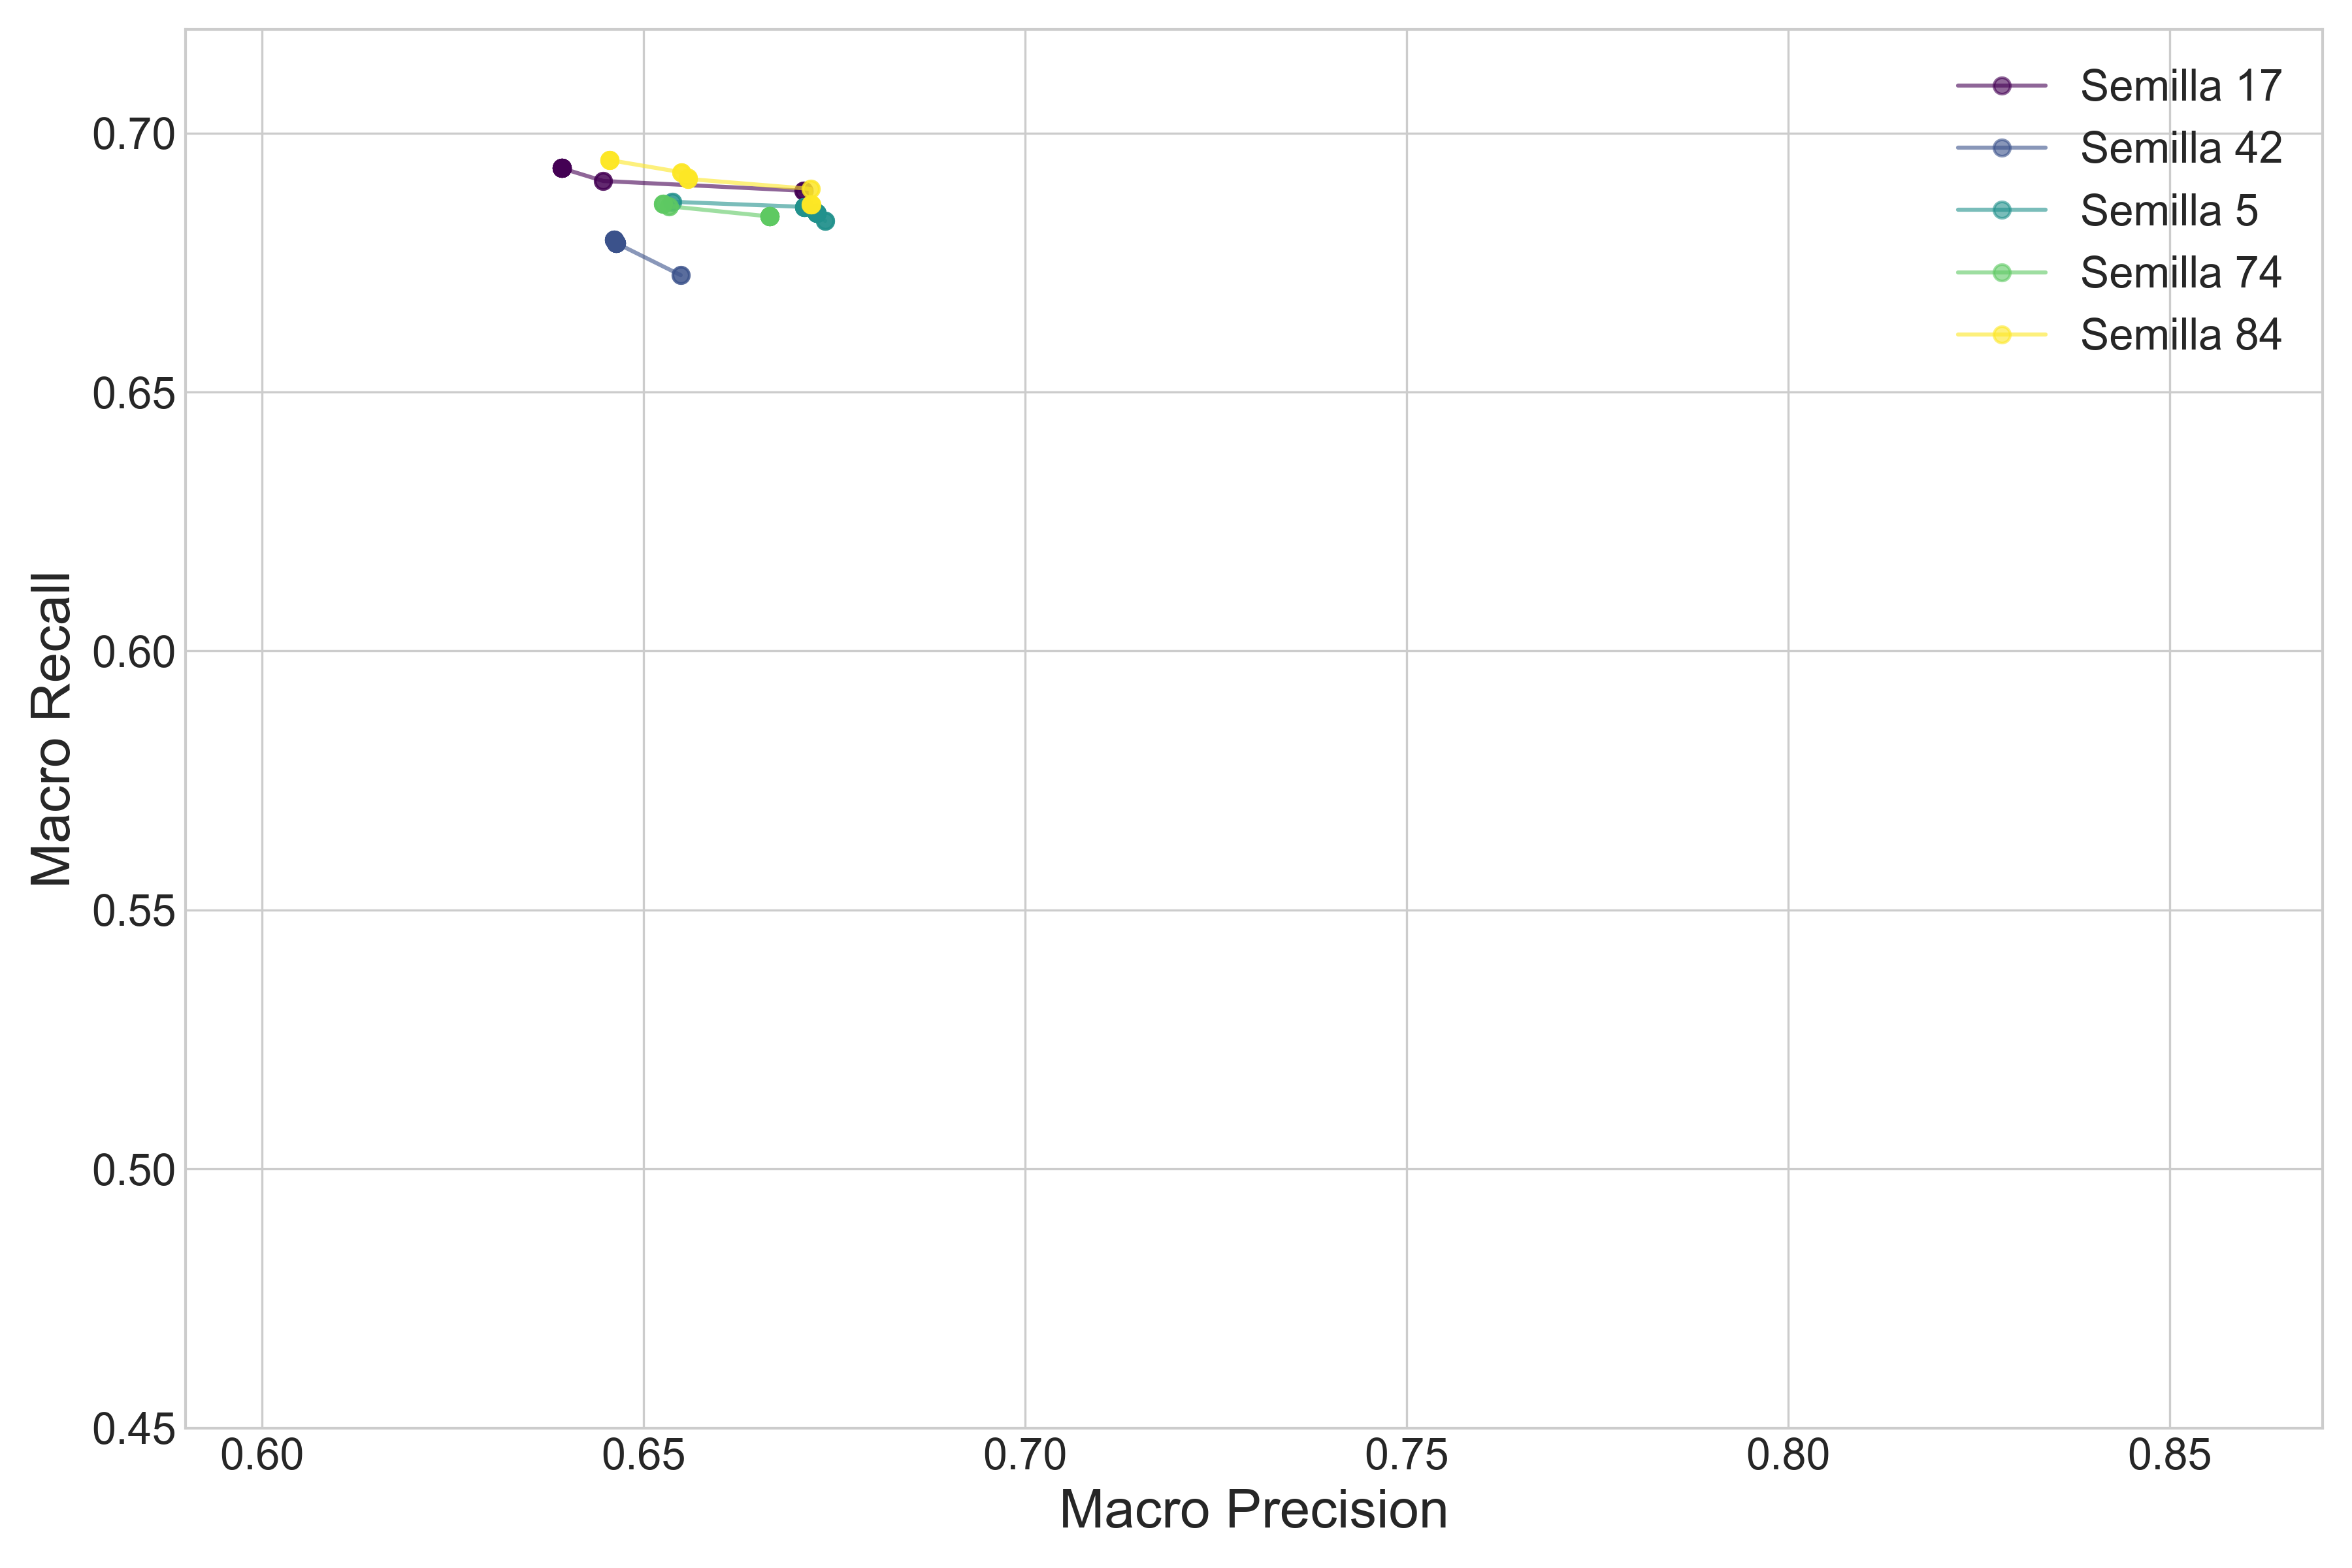 Semilla 17
Semilla 42
Semilla 5
Semilla 74
Semilla 84
0.70
0.65
0.60
0.55
0.50
0.45
Macro Recall
0.60 0.65 0.70 0.75 0.80 0.85
Macro Precision